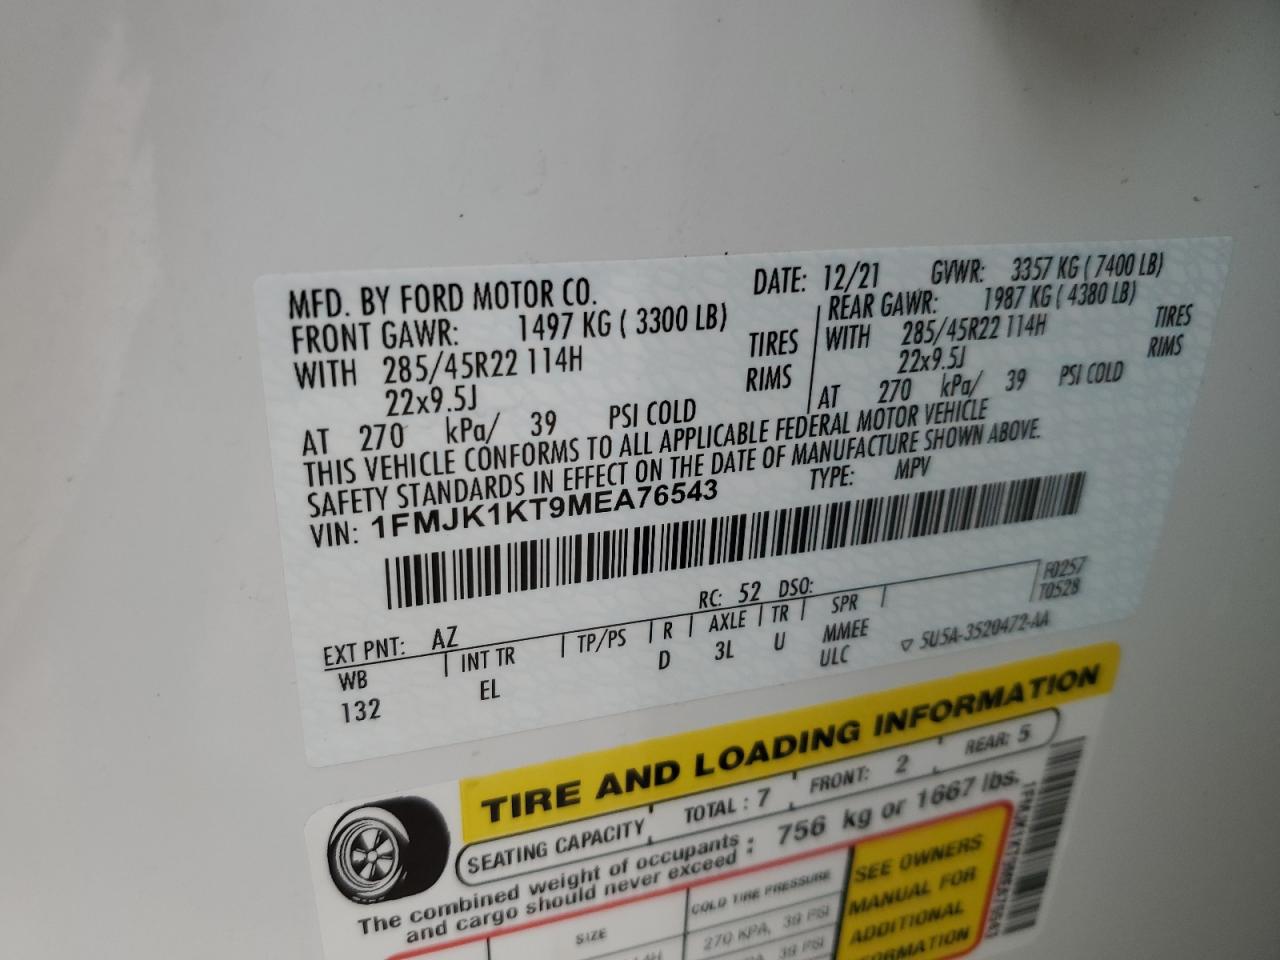 MFD. BY FORD MOTOR CO. DATE: 12/21 GVWR: 3357 KG ( 7400 LB)
FRONT GAWR: 1497 KG ( 3300 LB) REAR GAWR: 1987 KG ( 4380 LB)
WITH 285/45R22 114H TIRES WITH 285/45R22 114H TIRES
22x9.5J RIMS 22x9.5J RIMS
AT 270 kPa/ 39 PSI COLD AT 270 kPa/ 39 PSI COLD
THIS VEHICLE CONFORMS TO ALL APPLICABLE FEDERAL MOTOR VEHICLE
SAFETY STANDARDS IN EFFECT ON THE DATE OF MANUFACTURE SHOWN ABOVE.
VIN: 1FMJK1KT9MEA76543 TYPE: MPV
EXT PNT: AZ RC: 52 DSO: F0257
WB INT TR TP/PS R AXLE TR SPR T0528
132 EL D 3L U MMEE
ULC ▽ 5U5A-3520472-AA
TIRE AND LOADING INFORMATION
SEATING CAPACITY TOTAL : 7 FRONT: 2 REAR: 5
The combined weight of occupants : 756 kg or 1667 lbs.
and cargo should never exceed
SIZE COLD TIRE PRESSURE
270 KPA, 39 PSI
39 PSI
SEE OWNERS
MANUAL FOR
ADDITIONAL
1FMJK1KT9MEA76543